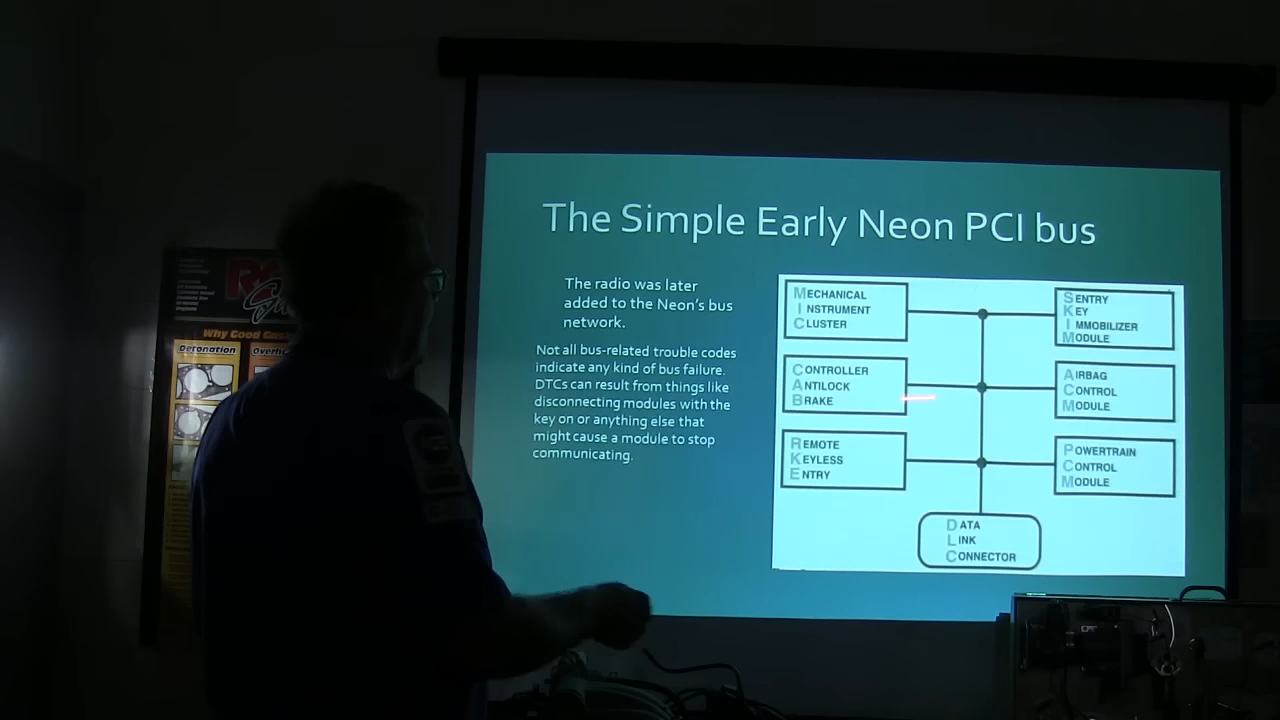 The Simple Early Neon PCI bus
The radio was later
added to the Neon's bus
network.
Not all bus-related trouble codes
indicate any kind of bus failure.
DTCs can result from things like
disconnecting modules with the
key on or anything else that
might cause a module to stop
communicating.
MECHANICAL
INSTRUMENT
CLUSTER
SENTRY
KEY
IMMOBILIZER
MODULE
CONTROLLER
ANTILOCK
BRAKE
AIRBAG
CONTROL
MODULE
REMOTE
KEYLESS
ENTRY
POWERTRAIN
CONTROL
MODULE
DATA
LINK
CONNECTOR
Why Good
Detonation